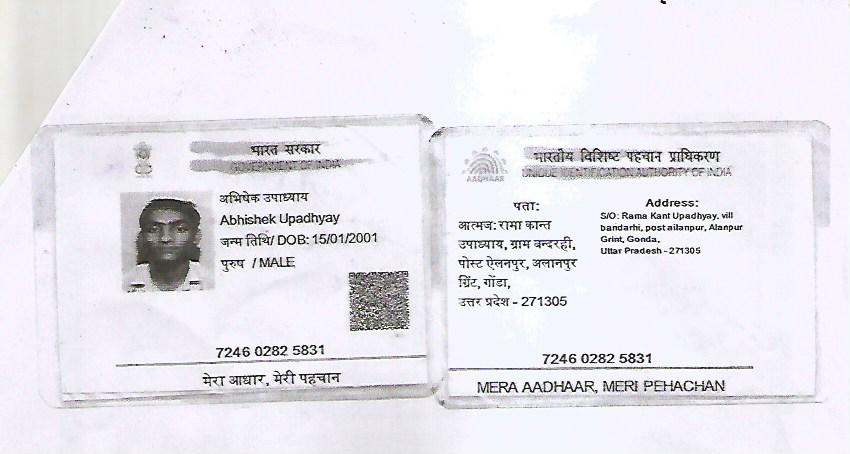 भारत सरकार
GOVERNMENT OF INDIA
अभिषेक उपाध्याय
Abhishek Upadhyay
जन्म तिथि/ DOB: 15/01/2001
पुरुष / MALE
7246 0282 5831
मेरा आधार, मेरी पहचान
भारतीय विशिष्ट पहचान प्राधिकरण
UNIQUE IDENTIFICATION AUTHORITY OF INDIA
AADHAAR
पता:
आत्मज: रामा कान्त
उपाध्याय, ग्राम बन्दरही,
पोस्ट ऐलनपुर, अलानपुर
ग्रिंट, गोंडा,
उत्तर प्रदेश - 271305
Address:
S/O: Rama Kant Upadhyay, vill
bandarhi, post ailanpur, Alanpur
Grint, Gonda,
Uttar Pradesh - 271305
7246 0282 5831
MERA AADHAAR, MERI PEHACHAN